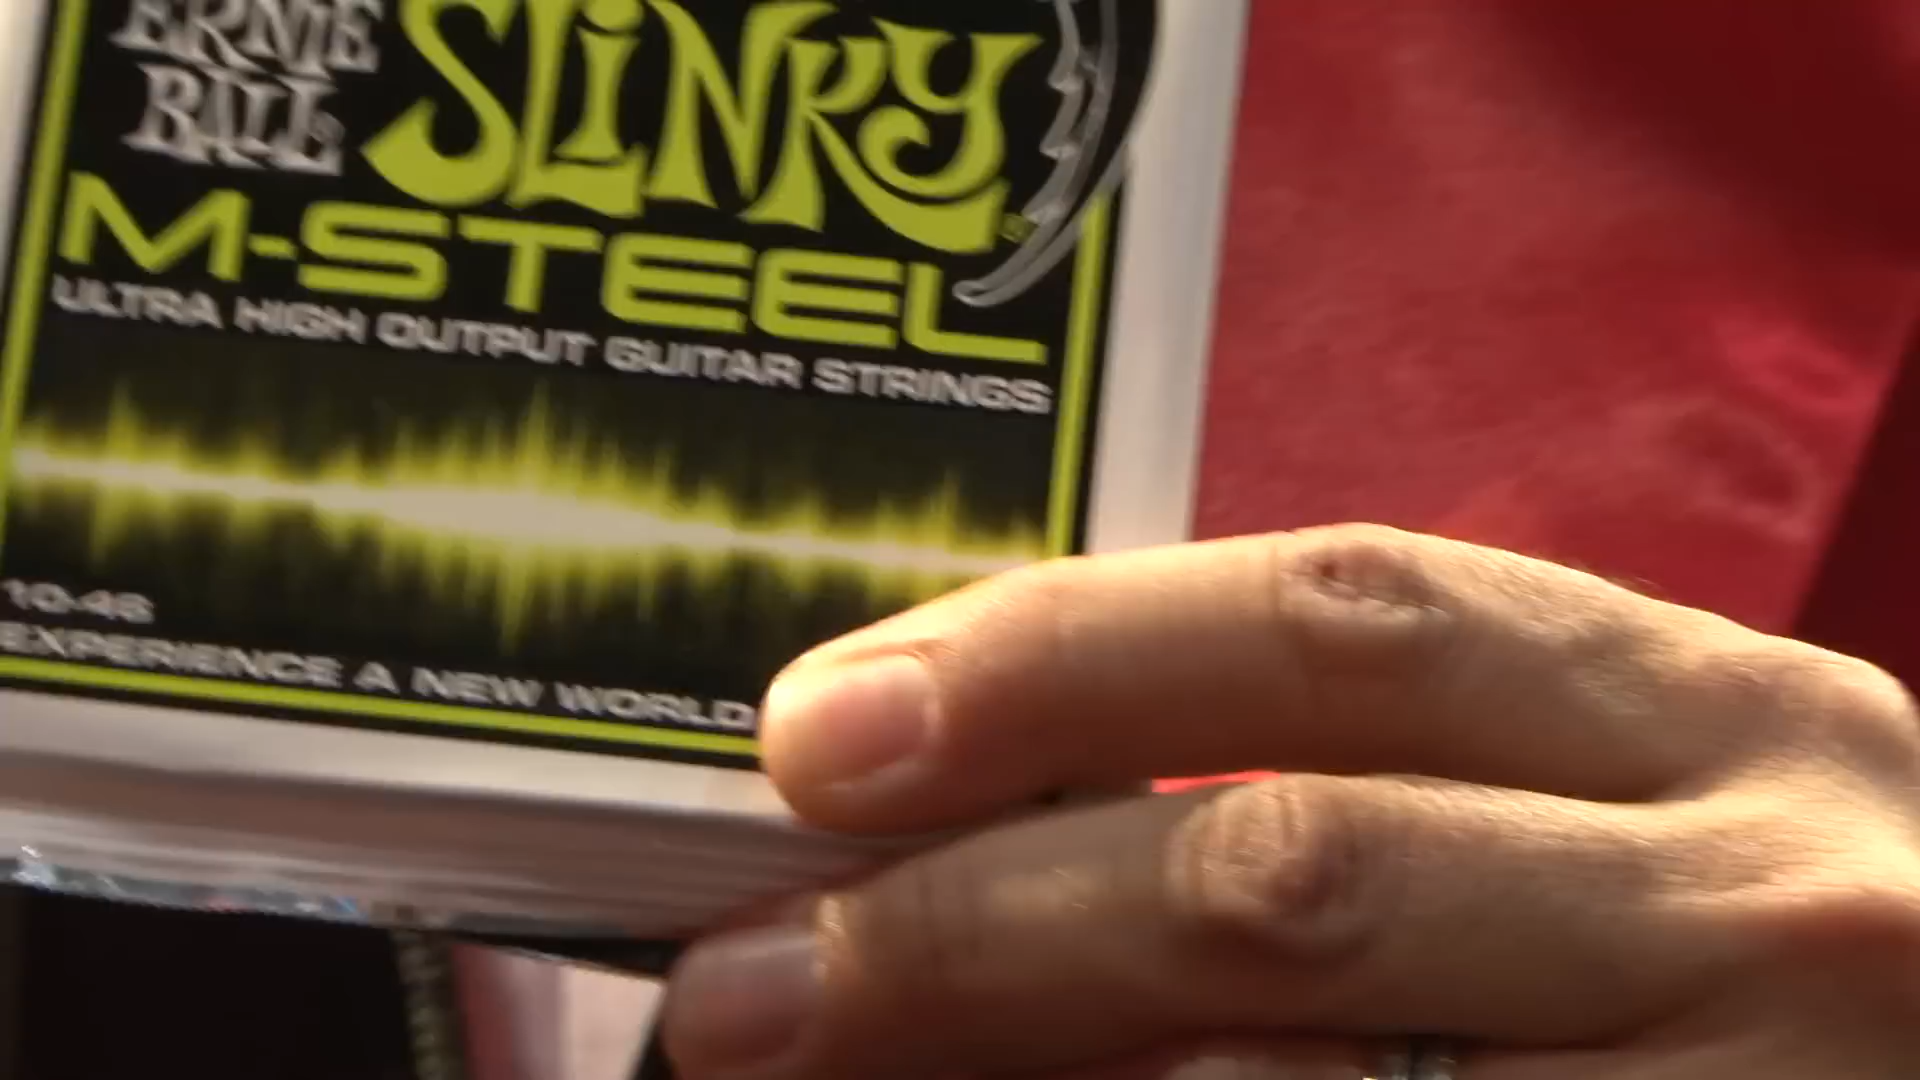 ERNIE
BALL
SLiNKY
M-STEEL
ULTRA HIGH OUTPUT GUITAR STRINGS
10-46
EXPERIENCE A NEW WORLD